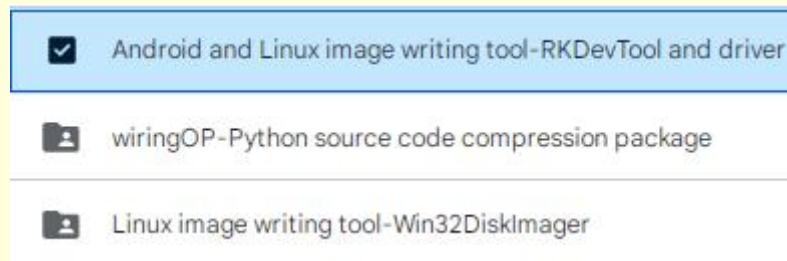 Android and Linux image writing tool-RKDevTool and driver
wiringOP-Python source code compression package
Linux image writing tool-Win32DiskImager